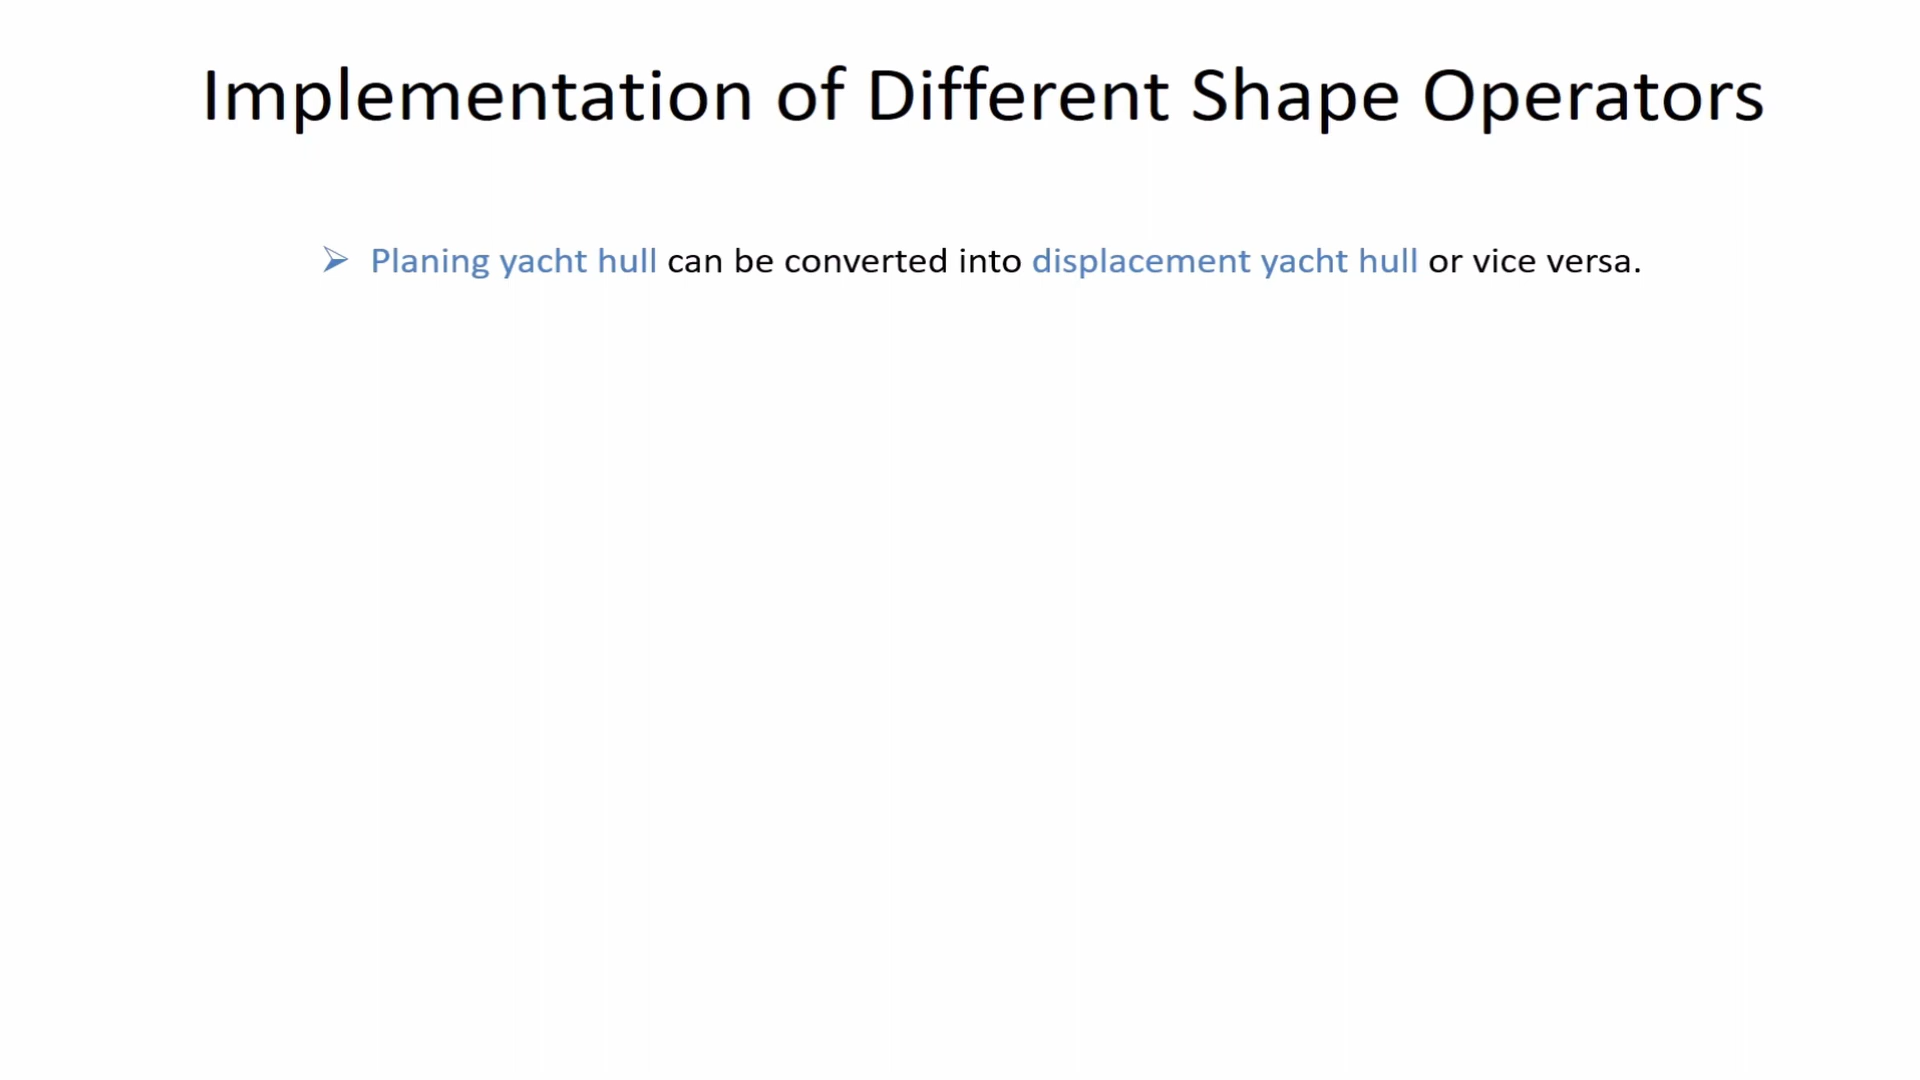 Implementation of Different Shape Operators
➢ Planing yacht hull can be converted into displacement yacht hull or vice versa.